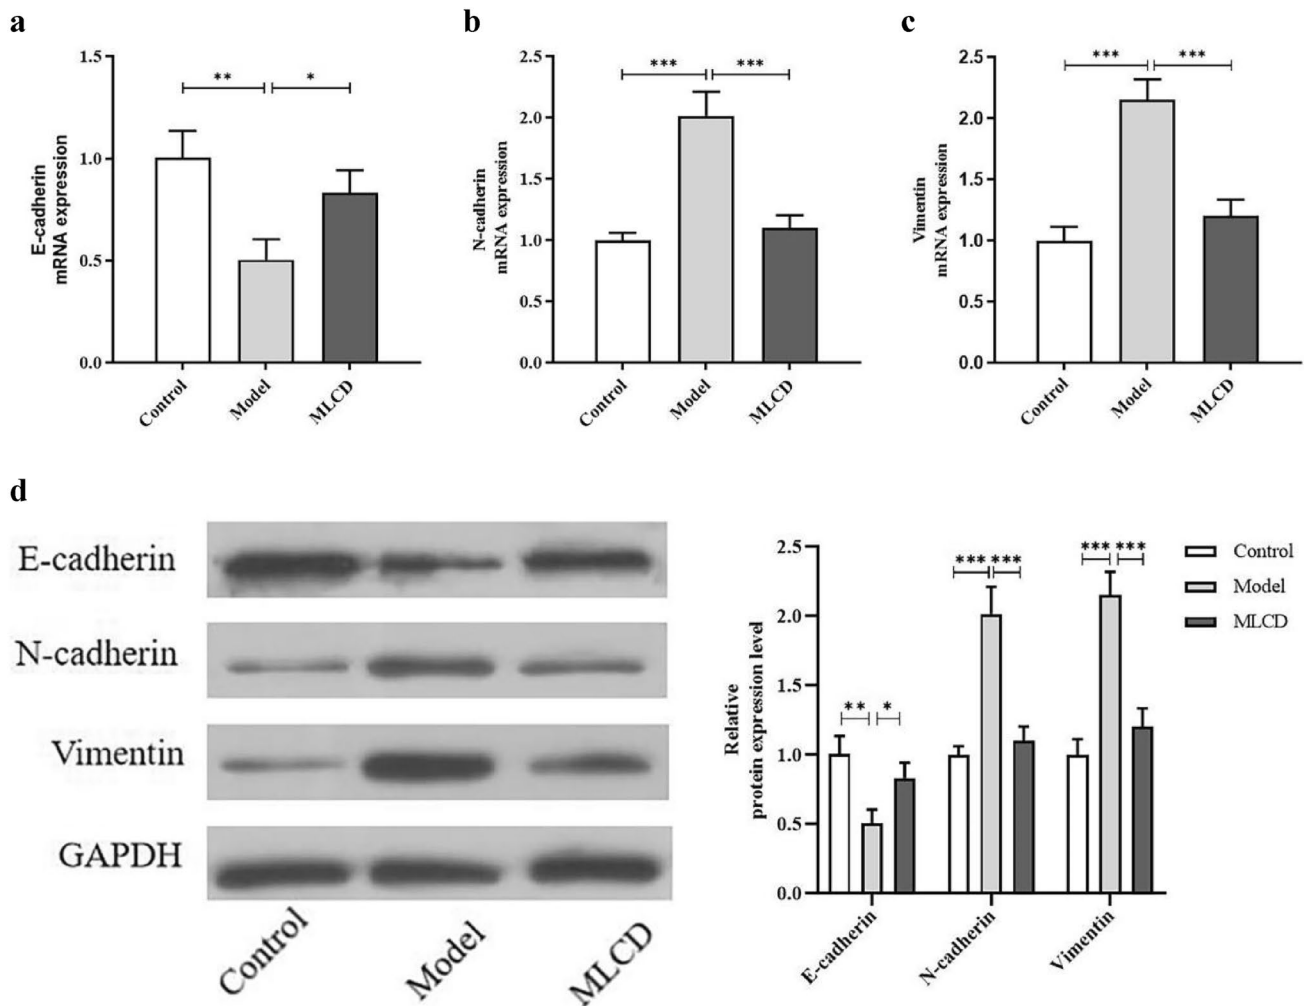 a
E-cadherin
mRNA expression
1.5
1.0
0.5
0.0
**
*
Control
Model
MLCD
b
N-cadherin
mRNA expression
2.5
2.0
1.5
1.0
0.5
0.0
***
***
Control
Model
MLCD
c
Vimentin
mRNA expression
2.5
2.0
1.5
1.0
0.5
0.0
***
***
Control
Model
MLCD
d
E-cadherin
N-cadherin
Vimentin
GAPDH
Control
Model
MLCD
Relative
protein expression level
2.5
2.0
1.5
1.0
0.5
0.0
**
*
***
***
***
***
E-cadherin
N-cadherin
Vimentin
Control
Model
MLCD